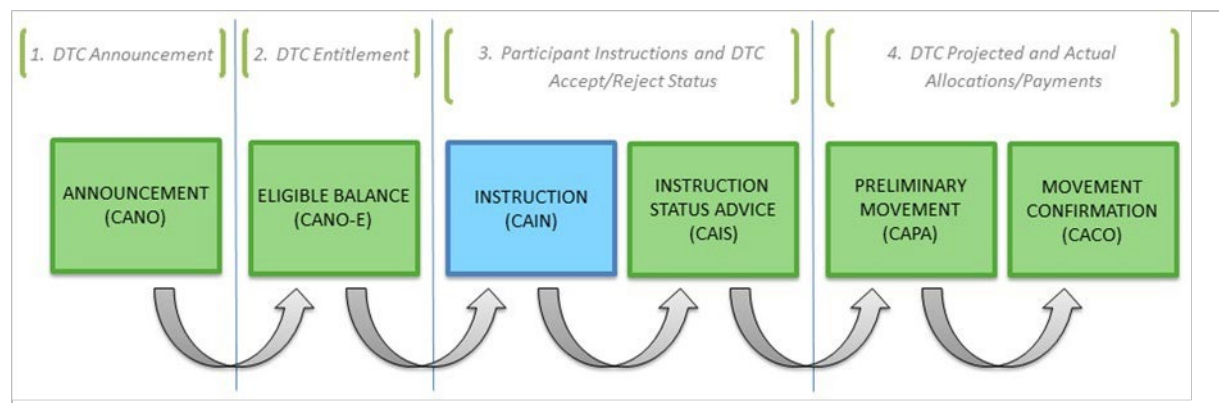 1. DTC Announcement
2. DTC Entitlement
3. Participant Instructions and DTC
Accept/Reject Status
4. DTC Projected and Actual
Allocations/Payments
ANNOUNCEMENT
(CANO)
ELIGIBLE BALANCE
(CANO-E)
INSTRUCTION
(CAIN)
INSTRUCTION
STATUS ADVICE
(CAIS)
PRELIMINARY
MOVEMENT
(CAPA)
MOVEMENT
CONFIRMATION
(CACO)